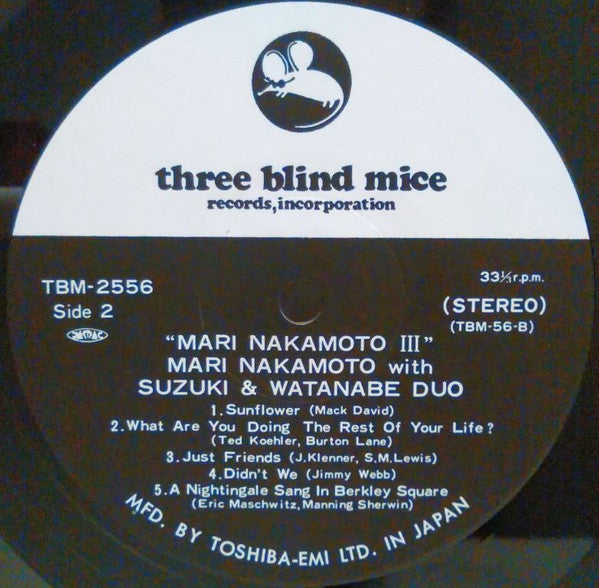 three blind mice
records,incorporation
TBM-2556
33⅓r.p.m.
Side 2
(STEREO)
(TBM-56-B)
JASRAC
"MARI NAKAMOTO III"
MARI NAKAMOTO with
SUZUKI & WATANABE DUO
1.Sunflower (Mack David)
2.What Are You Doing The Rest Of Your Life?
(Ted Koehler, Burton Lane)
3.Just Friends (J.Klenner, S.M.Lewis)
4.Didn't We (Jimmy Webb)
5.A Nightingale Sang In Berkley Square
(Eric Maschwitz, Manning Sherwin)
MFD. BY TOSHIBA-EMI LTD. IN JAPAN